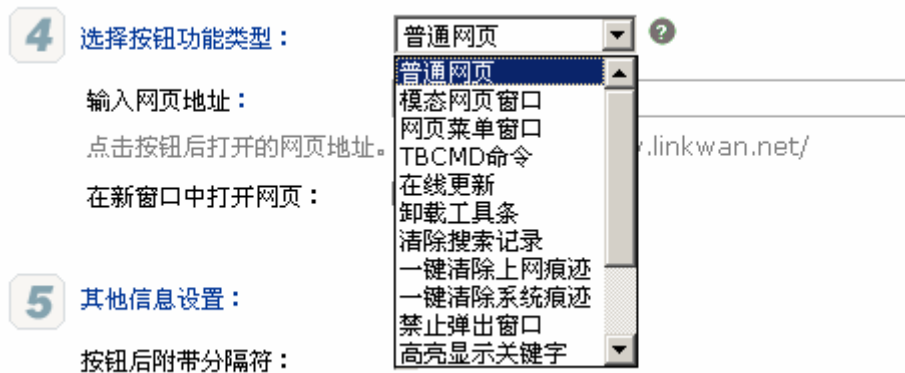 4 选择按钮功能类型： 普通网页 ?
普通网页
输入网页地址：
模态网页窗口
网页菜单窗口
点击按钮后打开的网页地址。 .linkwan.net/
TBCMD命令
在线更新
在新窗口中打开网页：
卸载工具条
清除搜索记录
一键清除上网痕迹
5 其他信息设置：
一键清除系统痕迹
禁止弹出窗口
高亮显示关键字
按钮后附带分隔符：